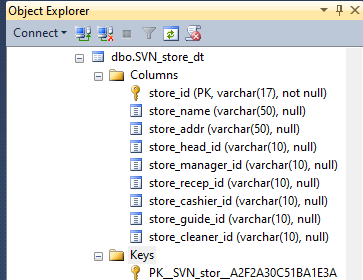 Object Explorer
Connect
dbo.SVN_store_dt
Columns
store_id (PK, varchar(17), not null)
store_name (varchar(50), null)
store_addr (varchar(50), null)
store_head_id (varchar(10), null)
store_manager_id (varchar(10), null)
store_recep_id (varchar(10), null)
store_cashier_id (varchar(10), null)
store_guide_id (varchar(10), null)
store_cleaner_id (varchar(10), null)
Keys
PK__SVN_stor__A2F2A30C51BA1E3A